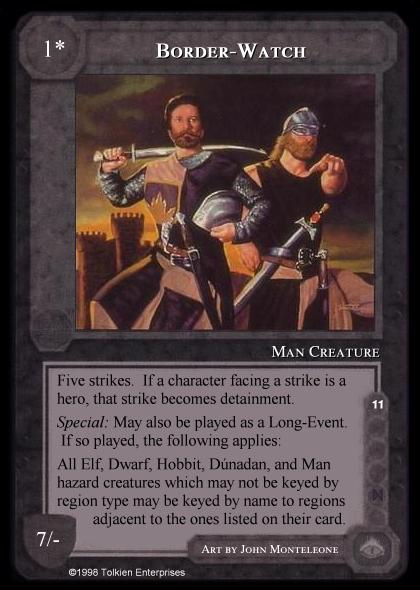 1*
BORDER-WATCH
MAN CREATURE
Five strikes. If a character facing a strike is a
hero, that strike becomes detainment.
Special: May also be played as a Long-Event.
If so played, the following applies:
All Elf, Dwarf, Hobbit, Dúnadan, and Man
hazard creatures which may not be keyed by
region type may be keyed by name to regions
adjacent to the ones listed on their card.
11
7/-
ART BY JOHN MONTELEONE
©1998 Tolkien Enterprises